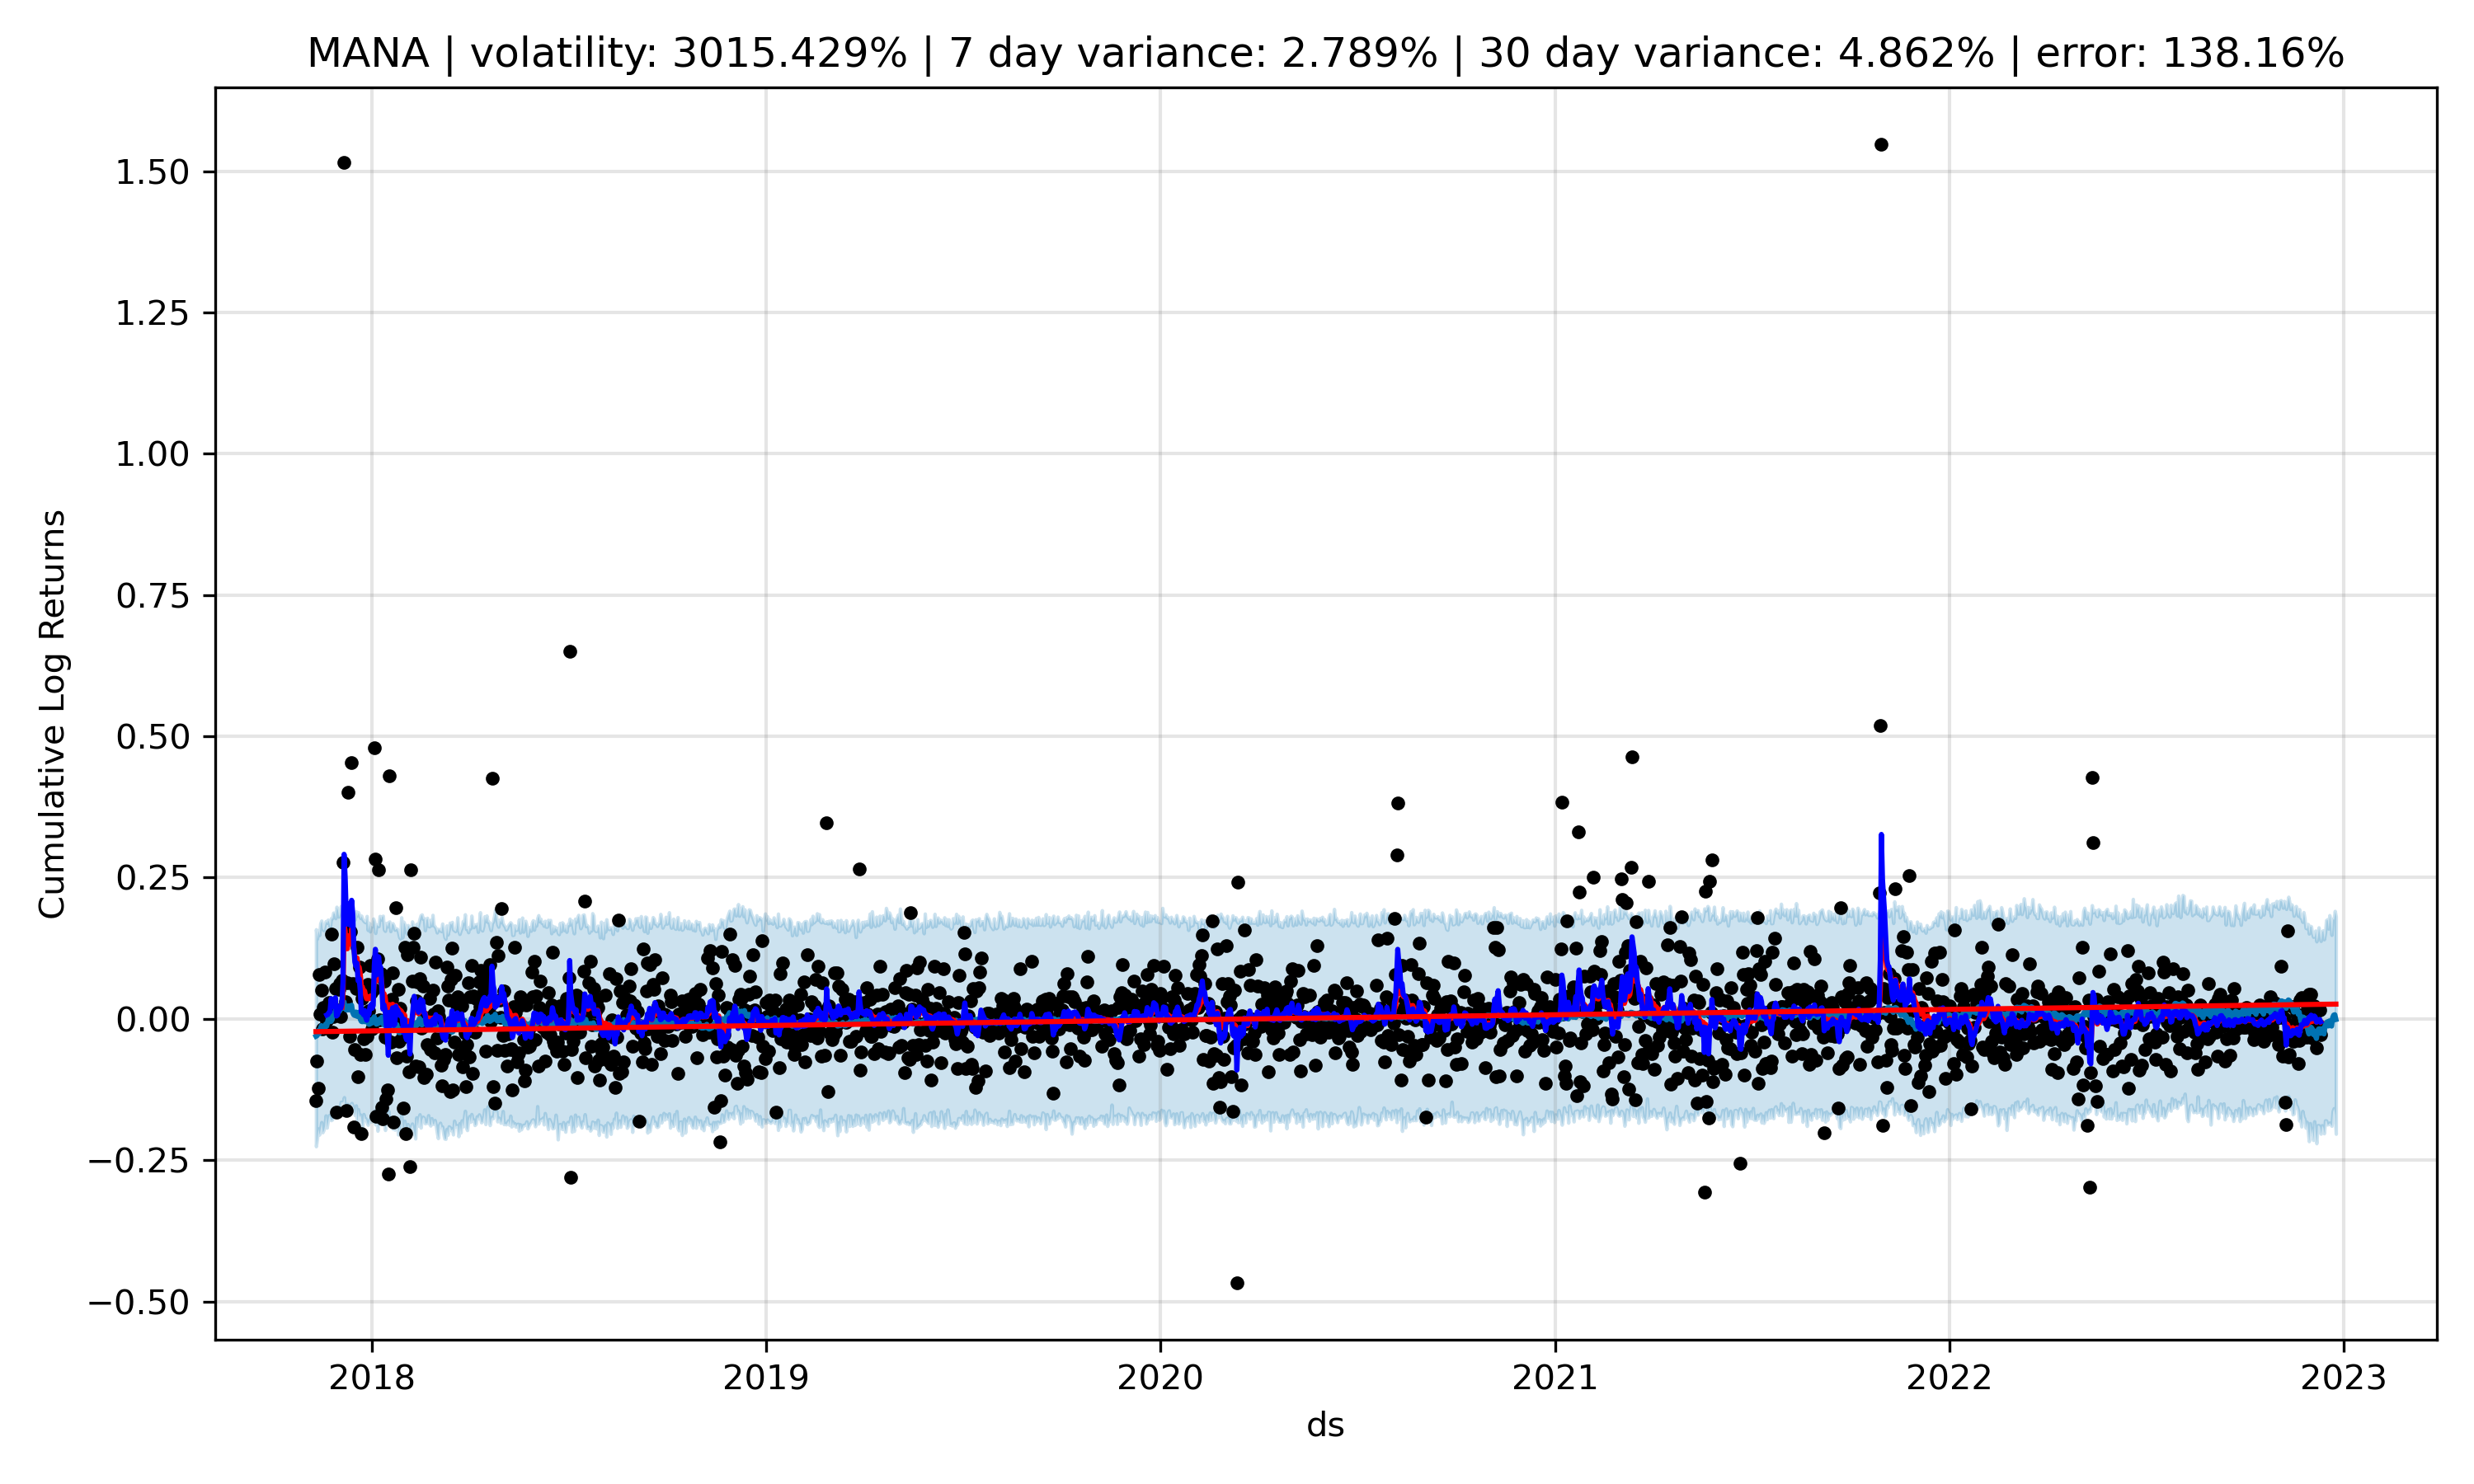 MANA | volatility: 3015.429% | 7 day variance: 2.789% | 30 day variance: 4.862% | error: 138.16%
Cumulative Log Returns
1.50
1.25
1.00
0.75
0.50
0.25
0.00
−0.25
−0.50
2018 2019 2020 2021 2022 2023
ds